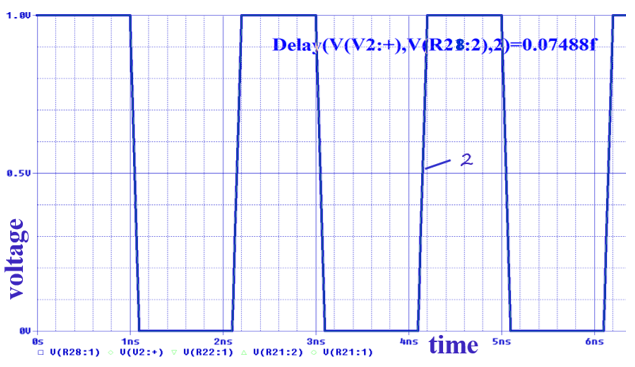 1.0V
Delay(V(V2:+),V(R28:2),2)=0.07488f
2
0.5V
voltage
0V
0s 1ns 2ns 3ns 4ns 5ns 6ns
time
V(R28:1) V(V2:+) V(R22:1) V(R21:2) V(R21:1)